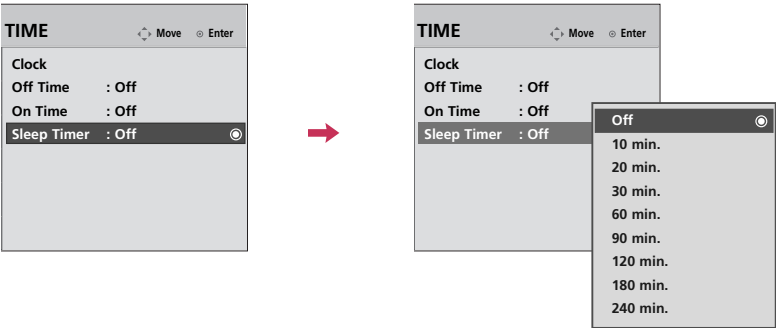 TIME Move Enter
Clock
Off Time : Off
On Time : Off
Sleep Timer : Off
TIME Move Enter
Clock
Off Time : Off
On Time : Off
Sleep Timer : Off
Off
10 min.
20 min.
30 min.
60 min.
90 min.
120 min.
180 min.
240 min.